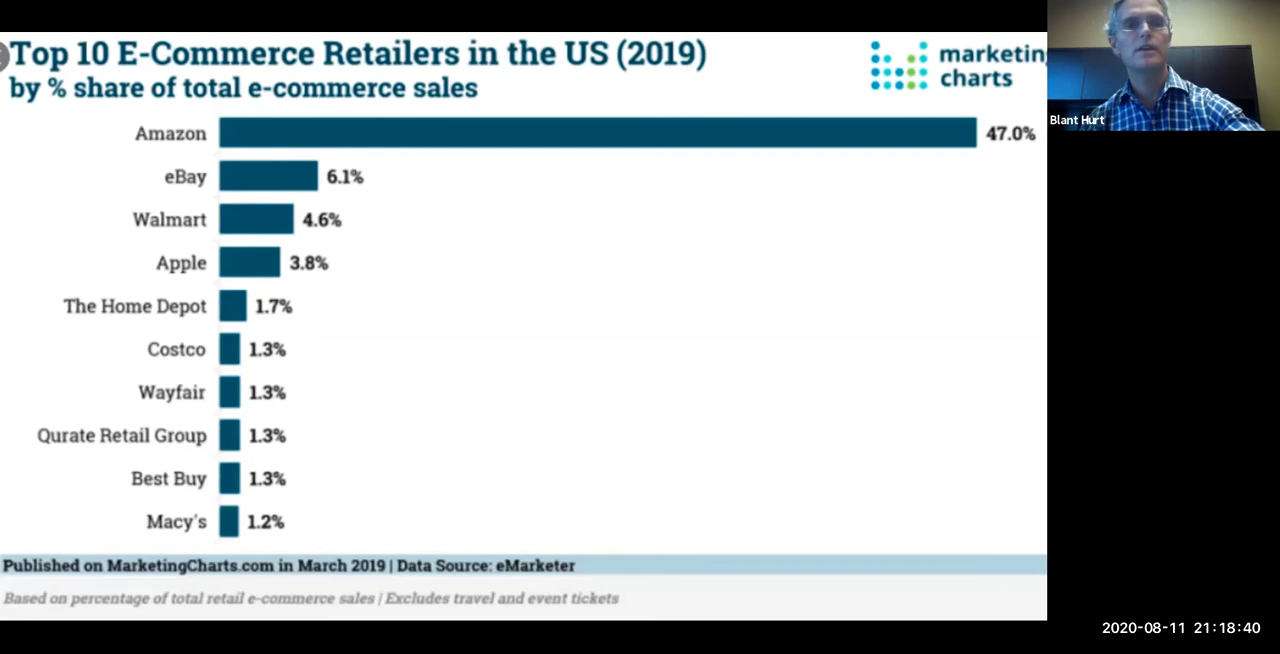 Top 10 E-Commerce Retailers in the US (2019)
by % share of total e-commerce sales
marketing
charts
Blant Hurt
Amazon 47.0%
eBay 6.1%
Walmart 4.6%
Apple 3.8%
The Home Depot 1.7%
Costco 1.3%
Wayfair 1.3%
Qurate Retail Group 1.3%
Best Buy 1.3%
Macy's 1.2%
Published on MarketingCharts.com in March 2019 | Data Source: eMarketer
Based on percentage of total retail e-commerce sales | Excludes travel and event tickets
2020-08-11 21:18:40